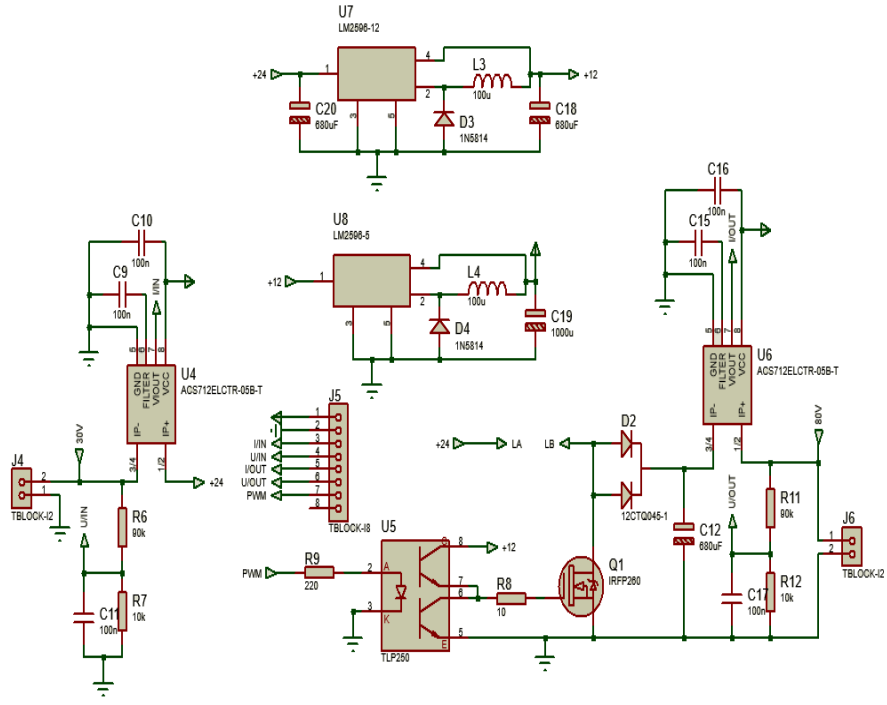 U7
LM2596-12
+24
1
4
2
3
5
L3
100u
+12
C20
680uF
D3
1N5814
C18
680uF
U8
LM2596-5
+12
1
4
2
3
5
L4
100u
D4
1N5814
C19
1000u
C10
100n
C9
100n
I/IN
5
6
7
8
GND
FILTER
VIOUT
VCC
IP-
IP+
3/4
1/2
U4
ACS712ELCTR-05B-T
+24
30V
J4
2
1
TBLOCK-I2
U/IN
R6
90k
C11
100n
R7
10k
J5
1
2
3
4
5
6
7
8
I/IN
U/IN
I/OUT
U/OUT
PWM
TBLOCK-I8
+24
LA
LB
D2
12CTQ045-1
U5
PWM
R9
220
2
3
A
K
C
E
8
7
6
5
TLP250
+12
R8
10
Q1
IRFP260
C16
100n
C15
100n
I/OUT
5
6
7
8
GND
FILTER
VIOUT
VCC
IP-
IP+
3/4
1/2
U6
ACS712ELCTR-05B-T
80V
C12
680uF
U/OUT
R11
90k
C17
100n
R12
10k
J6
1
2
TBLOCK-I2